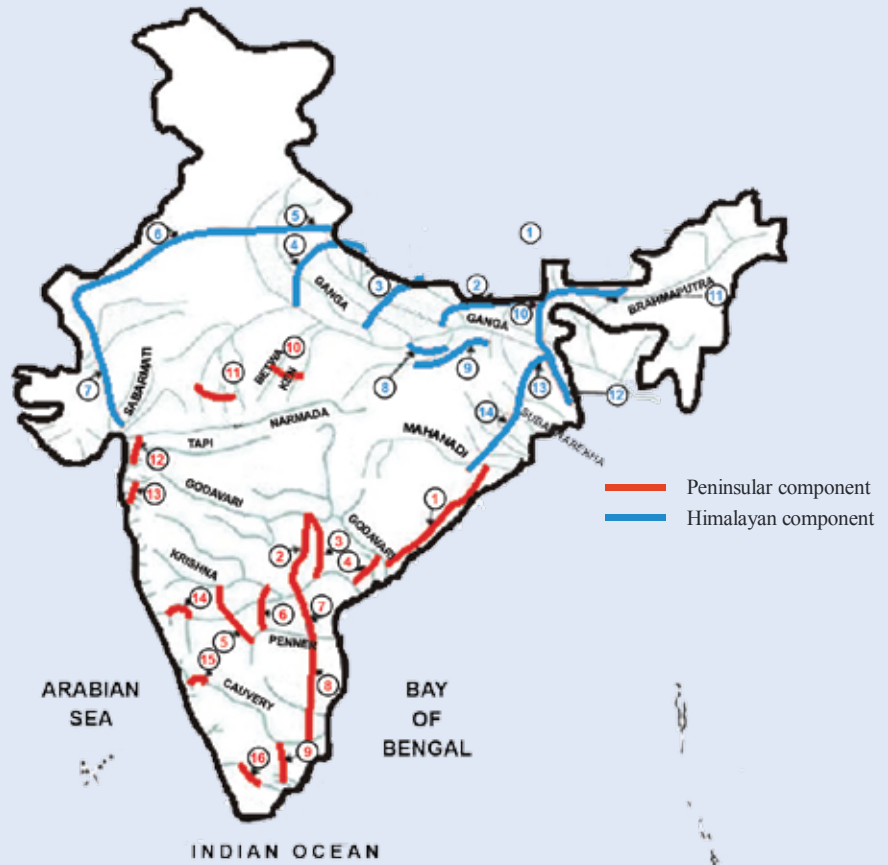 5
6
4
1
3
2
GANGA
10
BRAHMAPUTRA
11
GANGA
SABARMATI
7
11
BETWA
10
KEN
8
9
13
12
14
NARMADA
MAHANADI
SUBARNAREKHA
TAPI
12
GODAVARI
13
1
Peninsular component
Himalayan component
GODAVARI
2
3
4
KRISHNA
14
6
7
5
PENNER
15
8
CAUVERY
ARABIAN
SEA
BAY
OF
BENGAL
16
9
INDIAN OCEAN